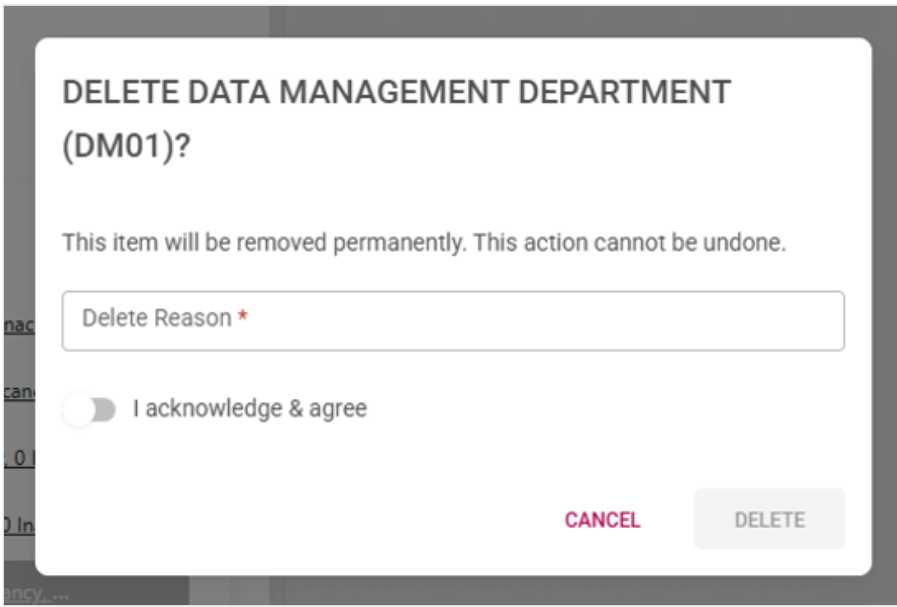 DELETE DATA MANAGEMENT DEPARTMENT
(DM01)?
This item will be removed permanently. This action cannot be undone.
Delete Reason *
I acknowledge & agree
CANCEL
DELETE